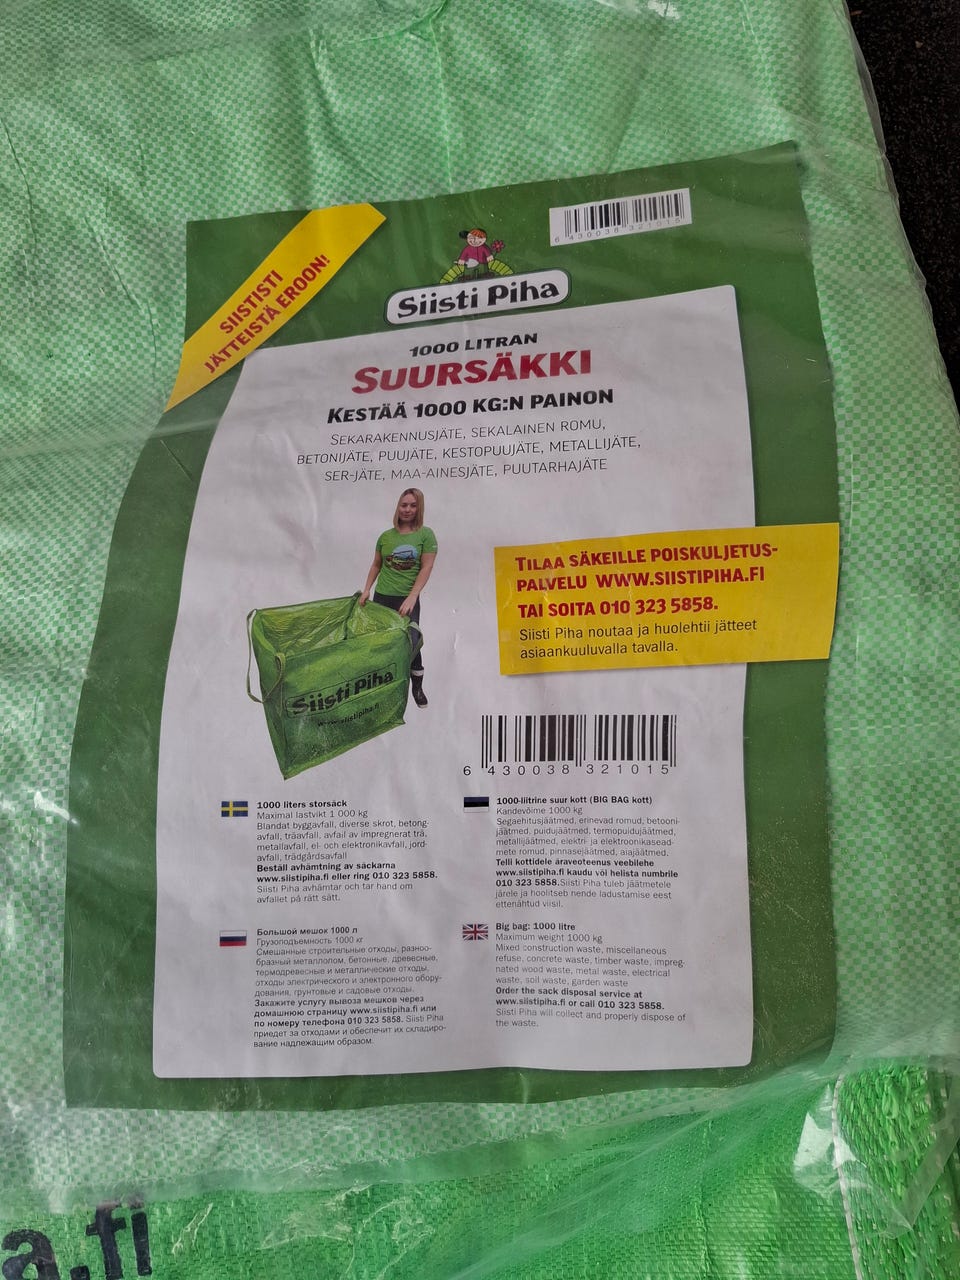 SIISTISTI
JÄTTEISTÄ EROON!
6 430038 321015
Siisti Piha
1000 LITRAN
SUURSÄKKI
KESTÄÄ 1000 KG:N PAINON
SEKARAKENNUSJÄTE, SEKALAINEN ROMU,
BETONIJÄTE, PUUJÄTE, KESTOPUUJÄTE, METALLIJÄTE,
SER-JÄTE, MAA-AINESJÄTE, PUUTARHAJÄTE
TILAA SÄKEILLE POISKULJETUS-
PALVELU WWW.SIISTIPIHA.FI
TAI SOITA 010 323 5858.
Siisti Piha noutaa ja huolehtii jätteet
asiaankuuluvalla tavalla.
Siisti Piha
www.siistipiha.fi
6 430038 321015
1000 liters storsäck
Maximal lastvikt 1 000 kg
Blandat byggavfall, diverse skrot, betong-
avfall, träavfall, avfall av impregnerat trä,
metallavfall, el- och elektronikavfall, jord-
avfall, trädgårdsavfall
Beställ avhämtning av säckarna
www.siistipiha.fi eller ring 010 323 5858.
Siisti Piha avhämtar och tar hand om
avfallet på rätt sätt.
1000-liitrine suur kott (BIG BAG kott)
Kandevõime 1000 kg
Segaehitusjäätmed, erinevad romud, betooni-
jäätmed, puidujäätmed, termopuidujäätmed,
metallijäätmed, elektri- ja elektroonikasead-
mete romud, pinnasejäätmed, aiajäätmed.
Telli kottidele äraveoteenus veebilehe
www.siistipiha.fi kaudu või helista numbrile
010 323 5858. Siisti Piha tuleb jäätmetele
järele ja hoolitseb nende ladustamise eest
ettenähtud viisil.
Большой мешок 1000 л
Грузоподъемность 1000 кг
Смешанные строительные отходы, разноо-
бразный металлолом, бетонные, древесные,
термодревесные и металлические отходы,
отходы электрического и электронного обору-
дования, грунтовые и садовые отходы.
Закажите услугу вывоза мешков через
домашнюю страницу www.siistipiha.fi или
по номеру телефона 010 323 5858. Siisti Piha
приедет за отходами и обеспечит их складиро-
вание надлежащим образом.
Big bag: 1000 litre
Maximum weight 1000 kg
Mixed construction waste, miscellaneous
refuse, concrete waste, timber waste, impreg-
nated wood waste, metal waste, electrical
waste, soil waste, garden waste
Order the sack disposal service at
www.siistipiha.fi or call 010 323 5858.
Siisti Piha will collect and properly dispose of
the waste.
a.fi